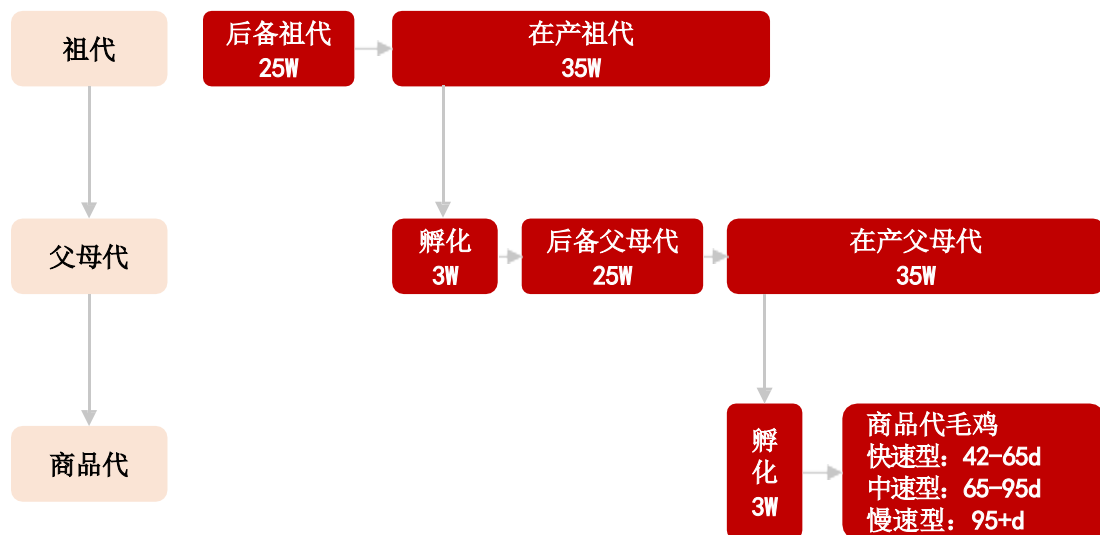 祖代
后备祖代
25W
在产祖代
35W
父母代
孵化
3W
后备父母代
25W
在产父母代
35W
商品代
孵
化
3W
商品代毛鸡
快速型：42-65d
中速型：65-95d
慢速型：95+d